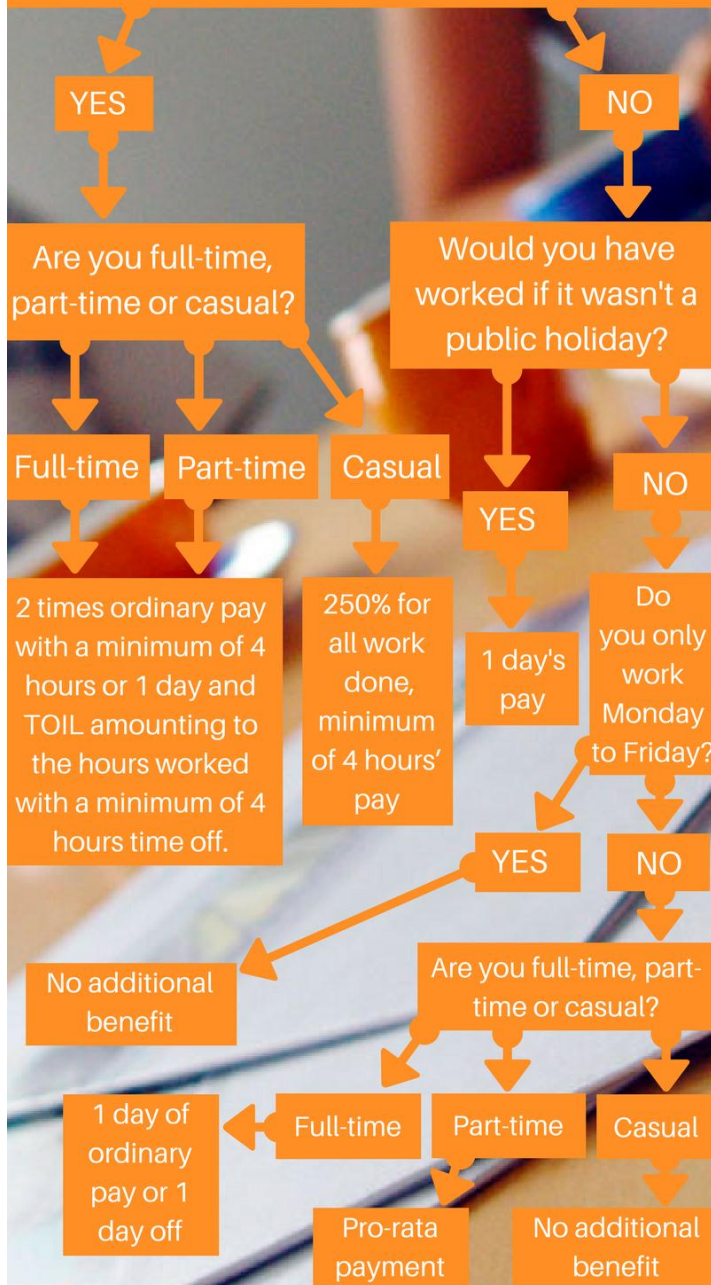 YES
NO
Are you full-time,
part-time or casual?
Would you have
worked if it wasn't a
public holiday?
Full-time
Part-time
Casual
YES
NO
2 times ordinary pay
with a minimum of 4
hours or 1 day and
TOIL amounting to
the hours worked
with a minimum of 4
hours time off.
250% for
all work
done,
minimum
of 4 hours’
pay
1 day's
pay
Do
you only
work
Monday
to Friday?
YES
NO
No additional
benefit
Are you full-time, part-
time or casual?
Full-time
Part-time
Casual
1 day of
ordinary
pay or 1
day off
Pro-rata
payment
No additional
benefit